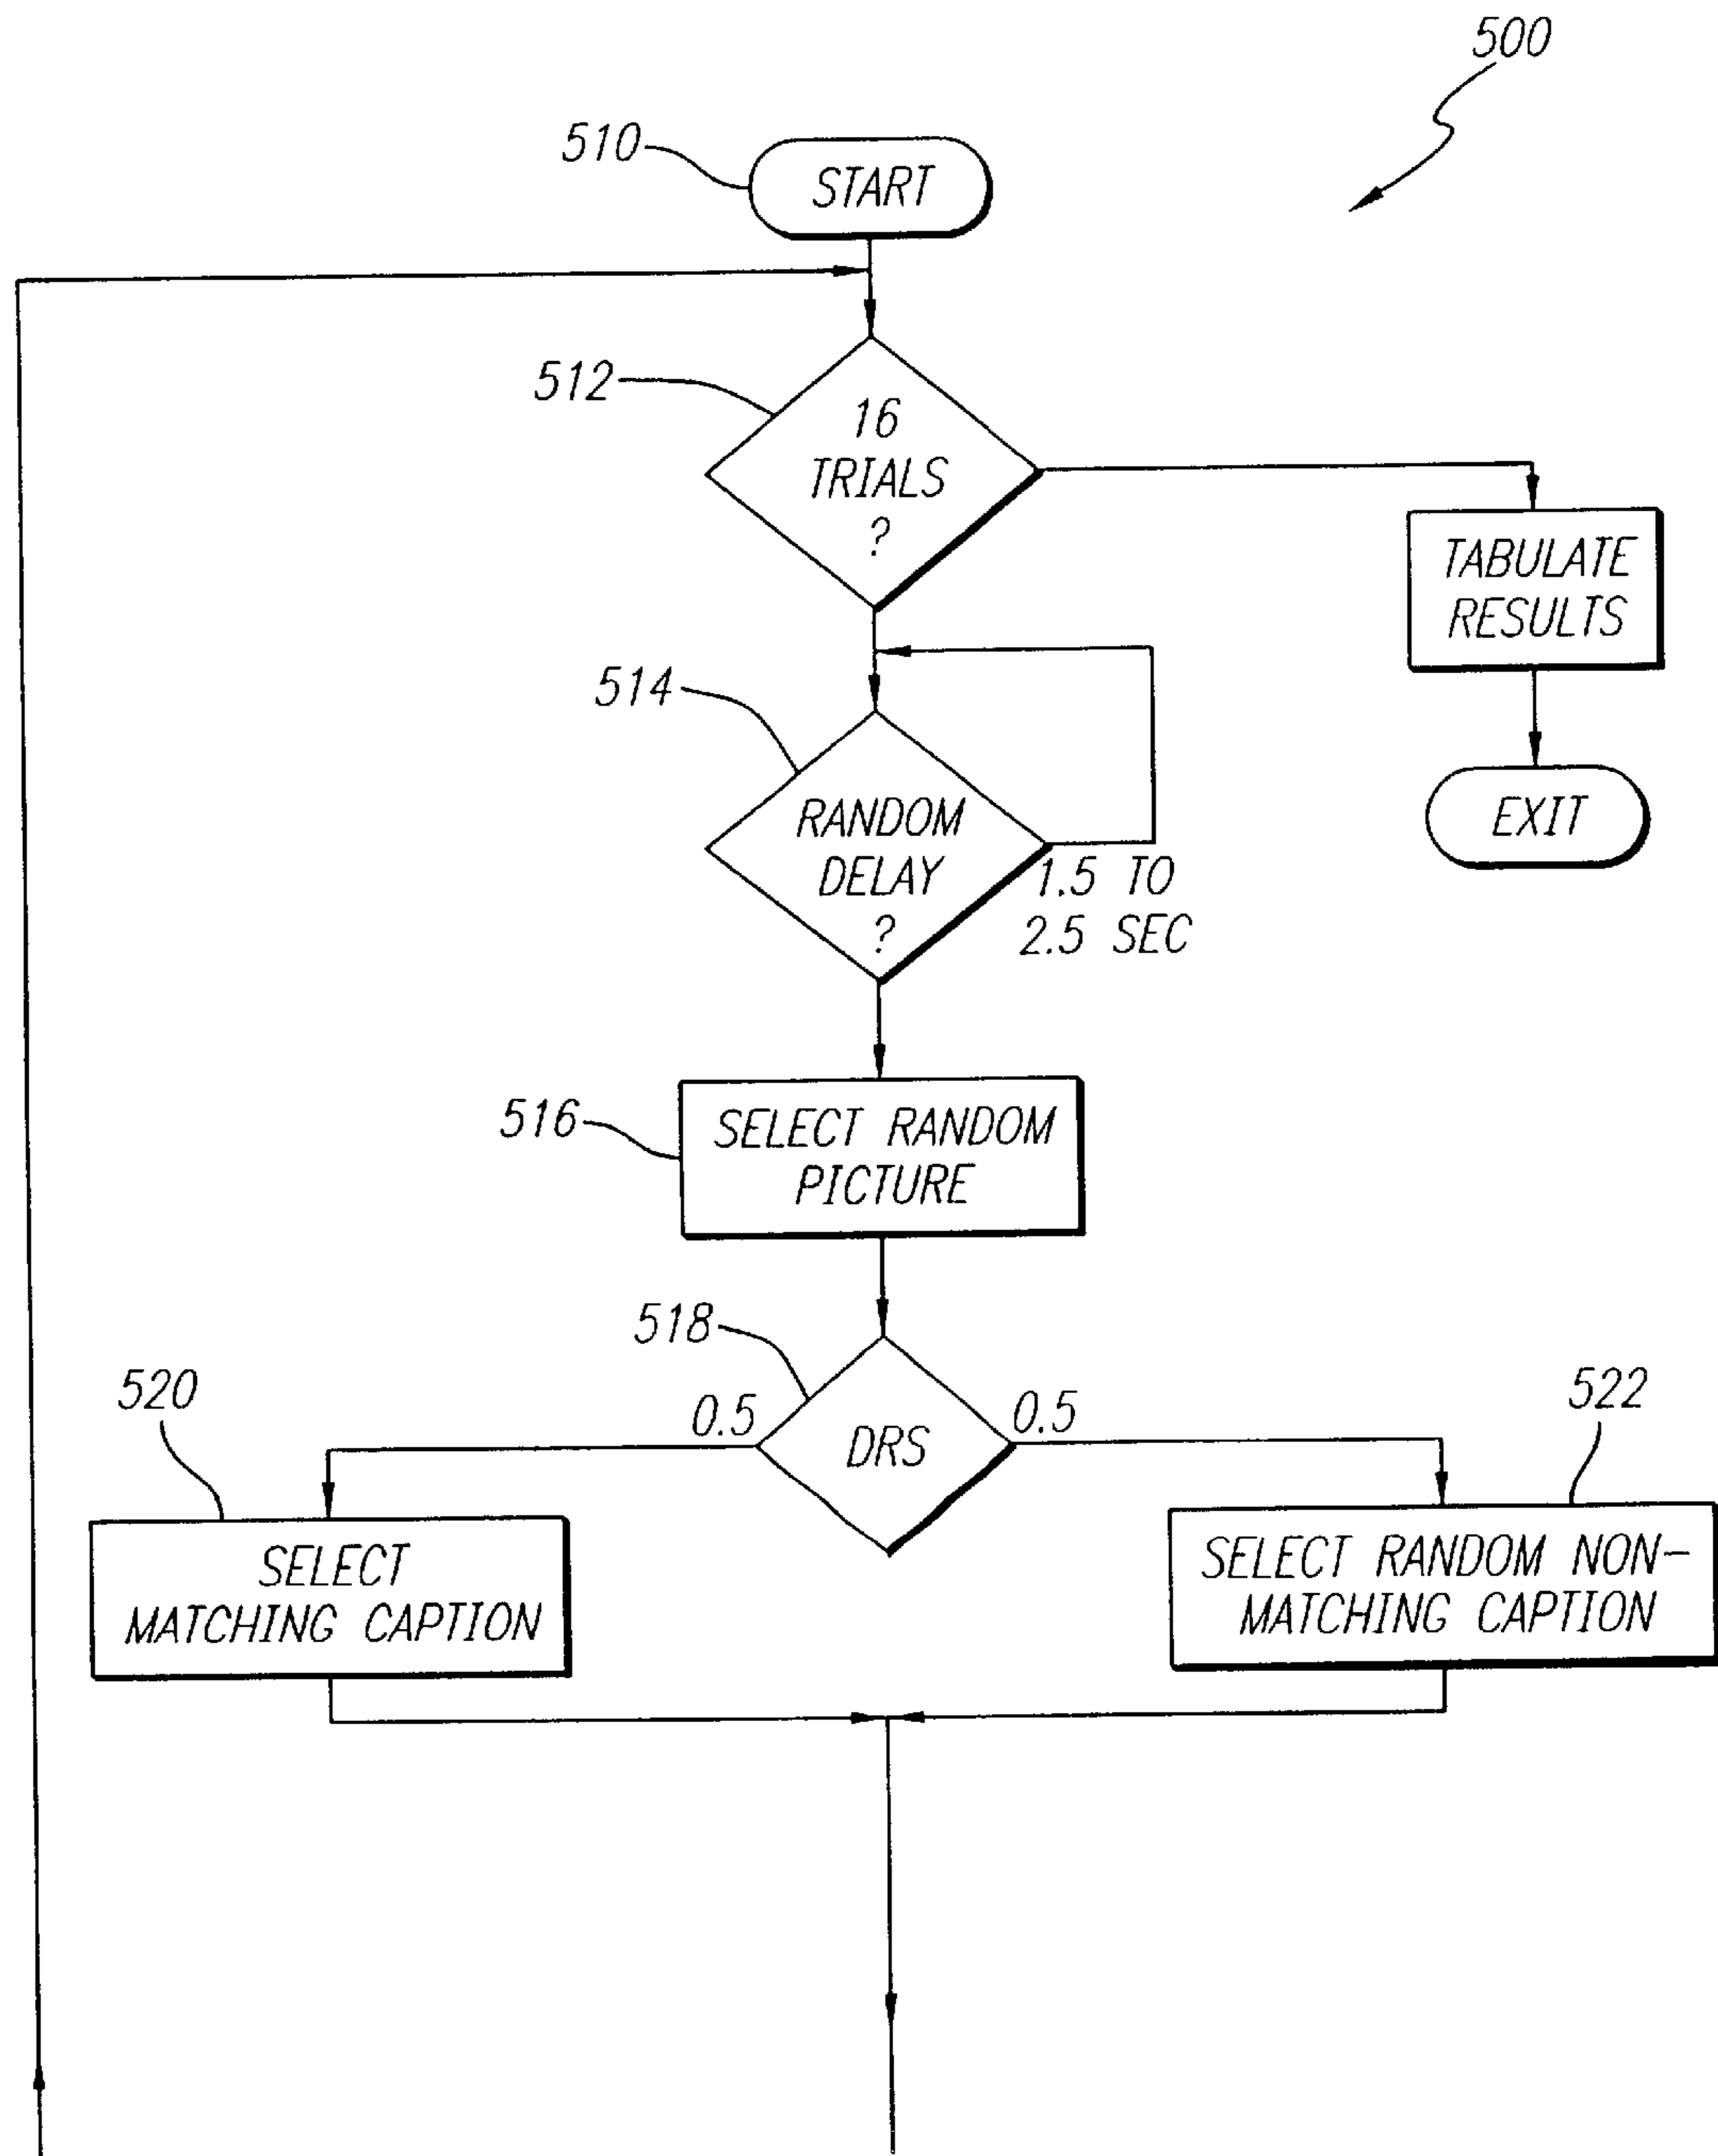 500
510
START
512
16
TRIALS
?
TABULATE
RESULTS
514
RANDOM
DELAY
?
1.5 TO
2.5 SEC
EXIT
516
SELECT RANDOM
PICTURE
518
0.5
DRS
0.5
520
SELECT
MATCHING CAPTION
522
SELECT RANDOM NON-
MATCHING CAPTION